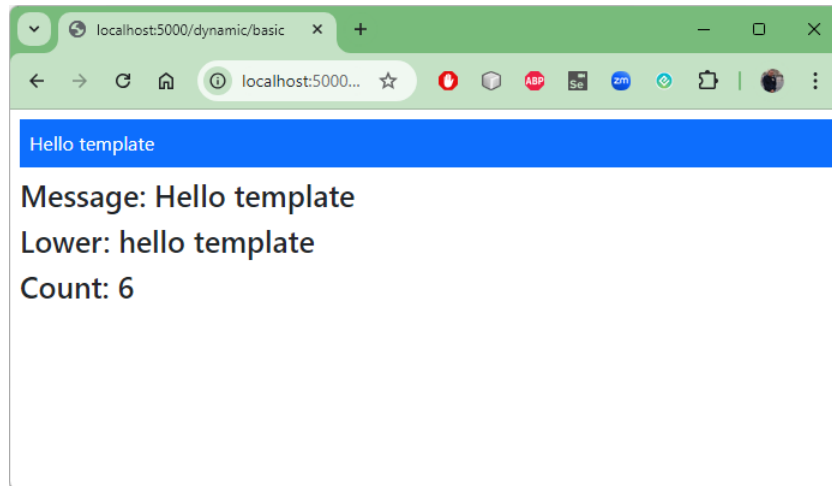 localhost:5000/dynamic/basic
localhost:5000...
ABP
Se
zm
Hello template
Message: Hello template
Lower: hello template
Count: 6